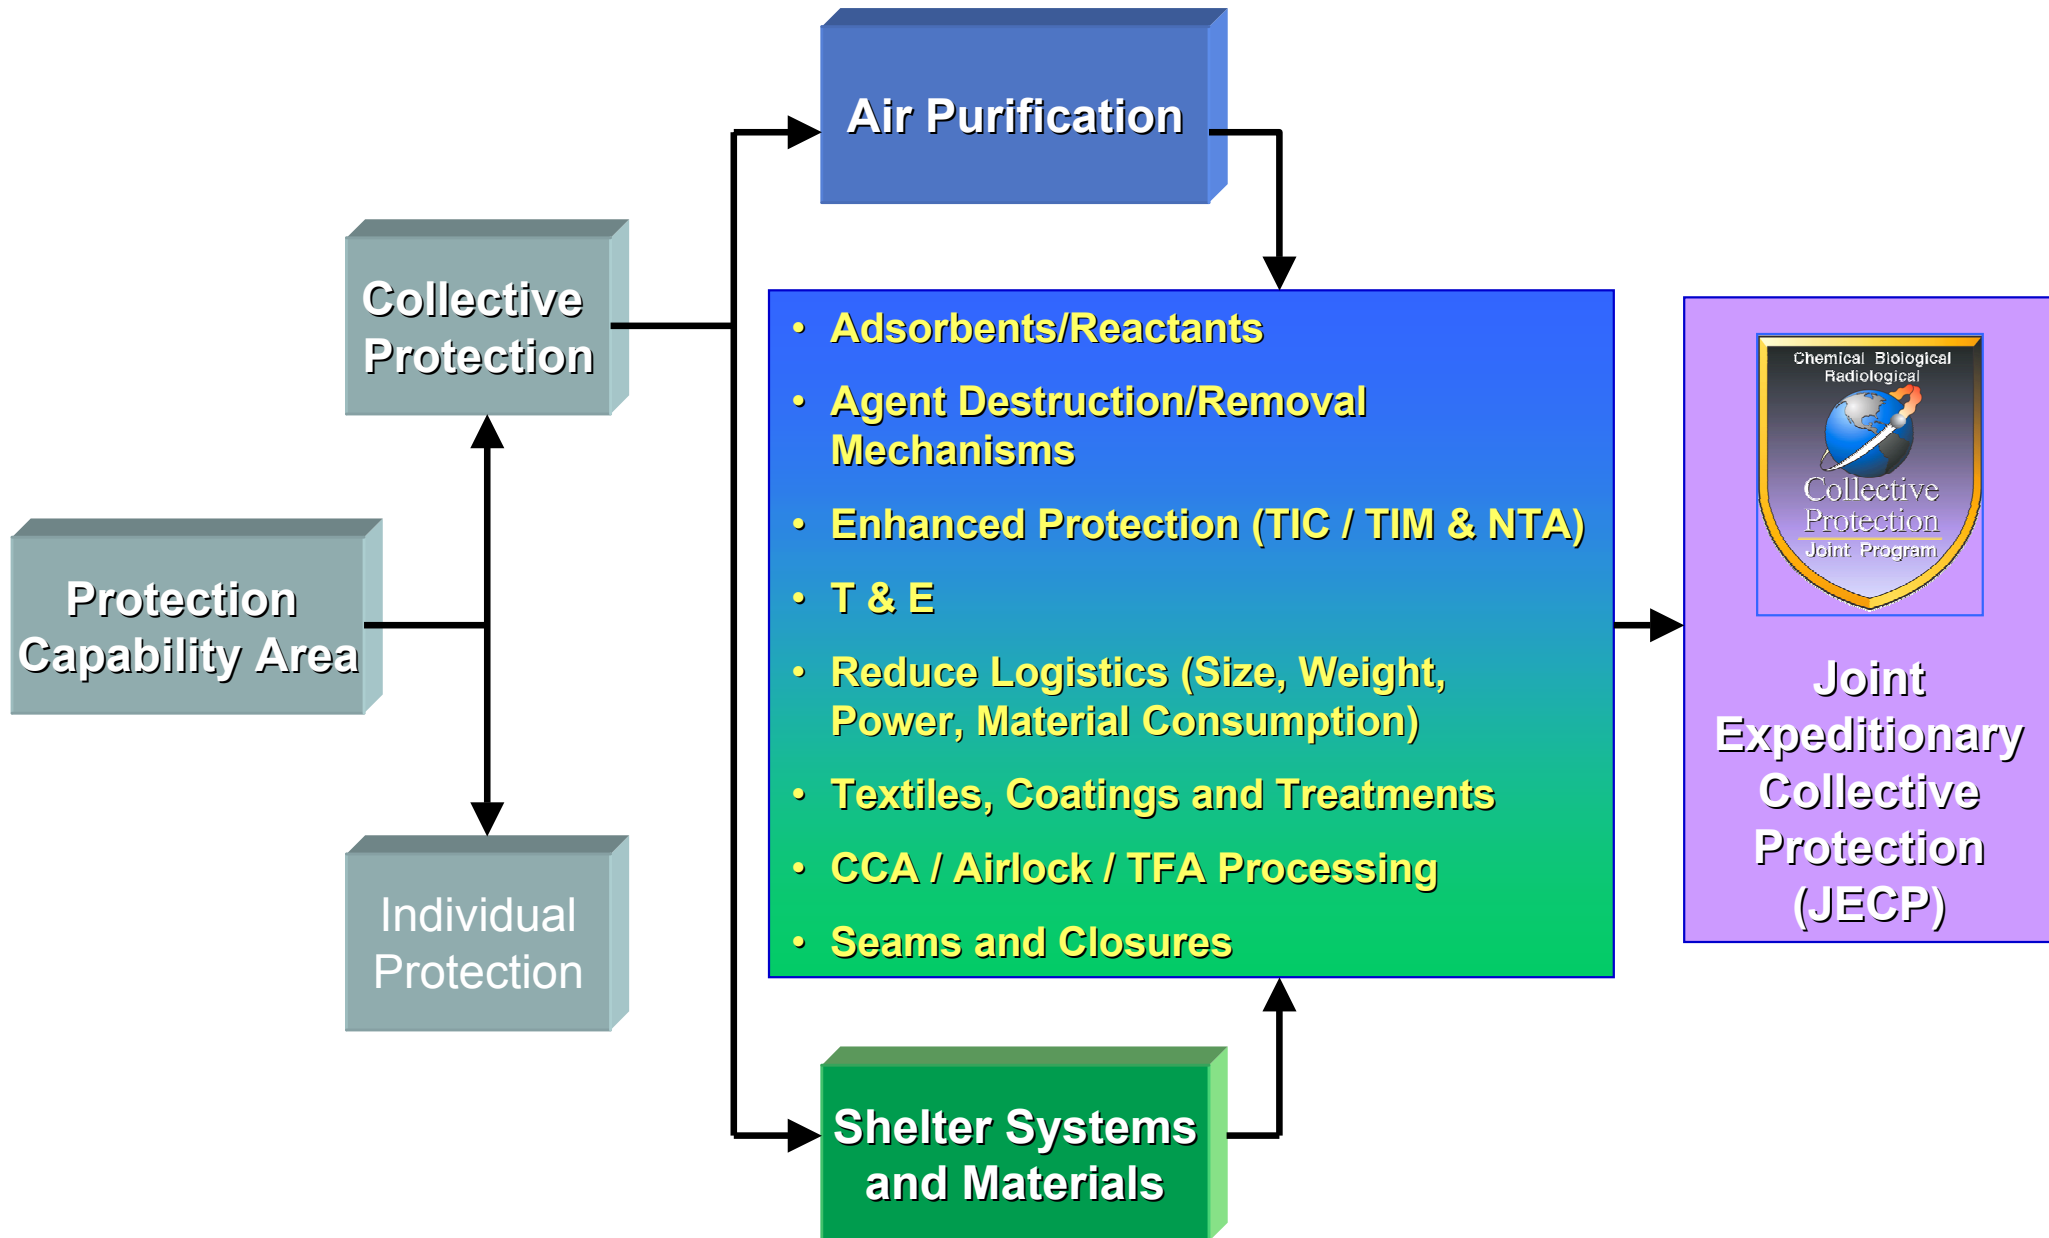 Air Purification
Collective
Protection
Protection
Capability Area
Individual
Protection
• Adsorbents/Reactants
• Agent Destruction/Removal
Mechanisms
• Enhanced Protection (TIC / TIM & NTA)
• T & E
• Reduce Logistics (Size, Weight,
Power, Material Consumption)
• Textiles, Coatings and Treatments
• CCA / Airlock / TFA Processing
• Seams and Closures
Shelter Systems
and Materials
Chemical Biological
Radiological
Collective
Protection
Joint Program
Joint
Expeditionary
Collective
Protection
(JECP)